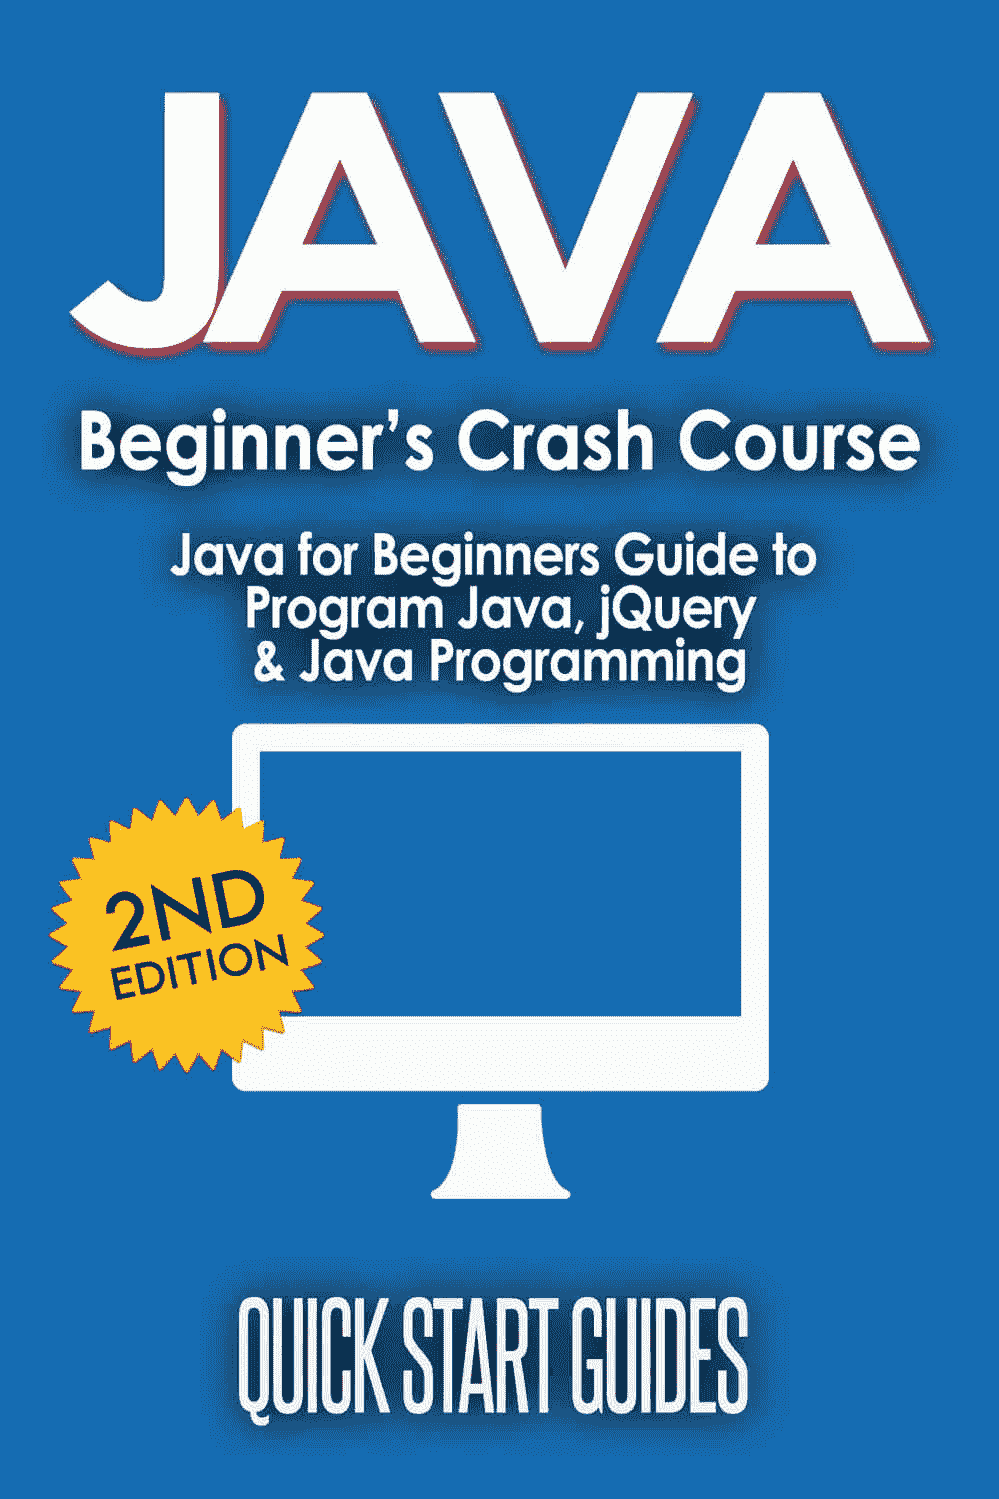 JAVA
Beginner’s Crash Course
Java for Beginners Guide to
Program Java, jQuery
& Java Programming
2ND
EDITION
QUICK START GUIDES